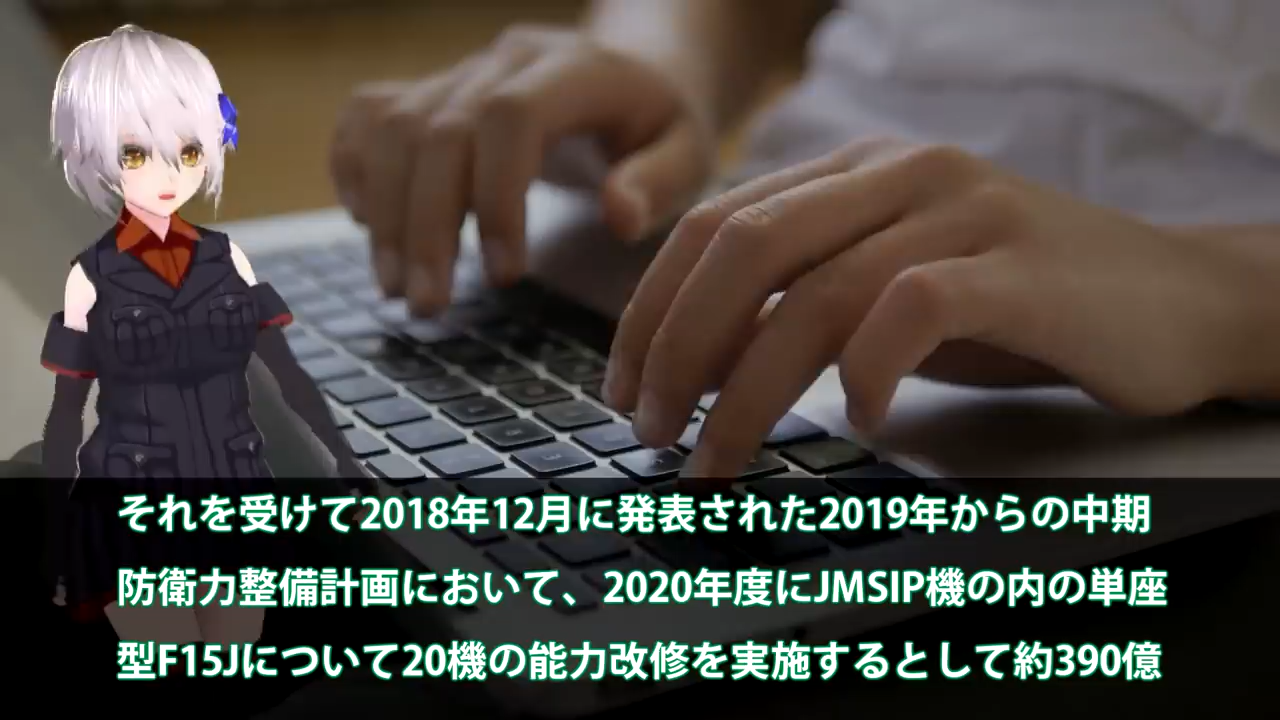 それを受けて2018年12月に発表された2019年からの中期
防衛力整備計画において、2020年度にJMSIP機の内の単座
型F15Jについて20機の能力改修を実施するとして約390億